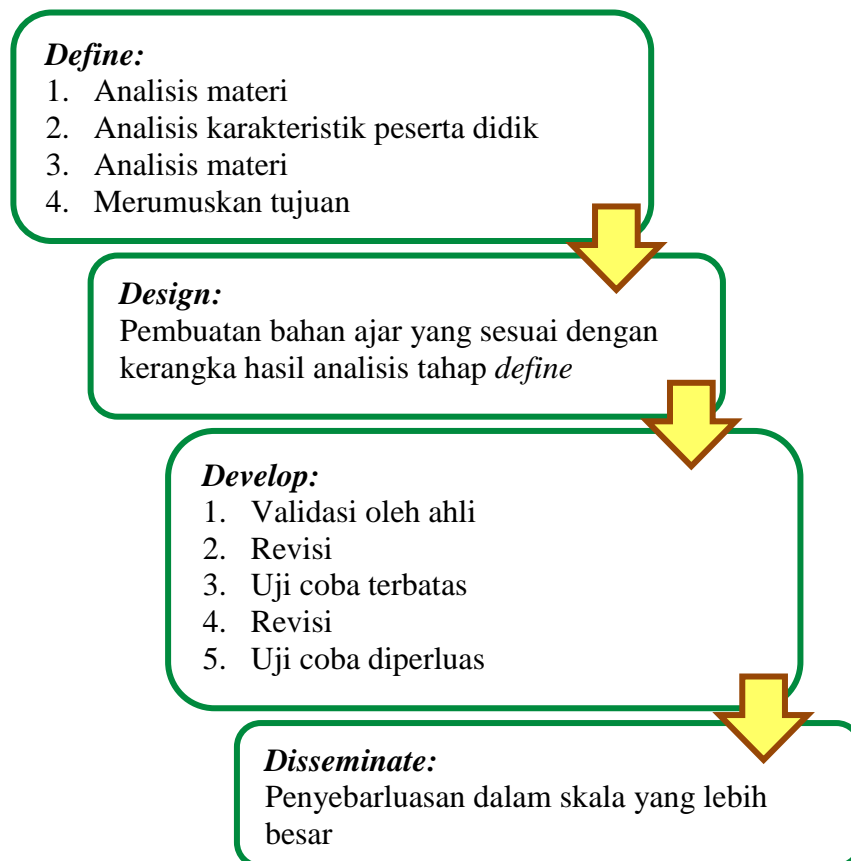 Define:
1. Analisis materi
2. Analisis karakteristik peserta didik
3. Analisis materi
4. Merumuskan tujuan
Design:
Pembuatan bahan ajar yang sesuai dengan
kerangka hasil analisis tahap define
Develop:
1. Validasi oleh ahli
2. Revisi
3. Uji coba terbatas
4. Revisi
5. Uji coba diperluas
Disseminate:
Penyebarluasan dalam skala yang lebih
besar